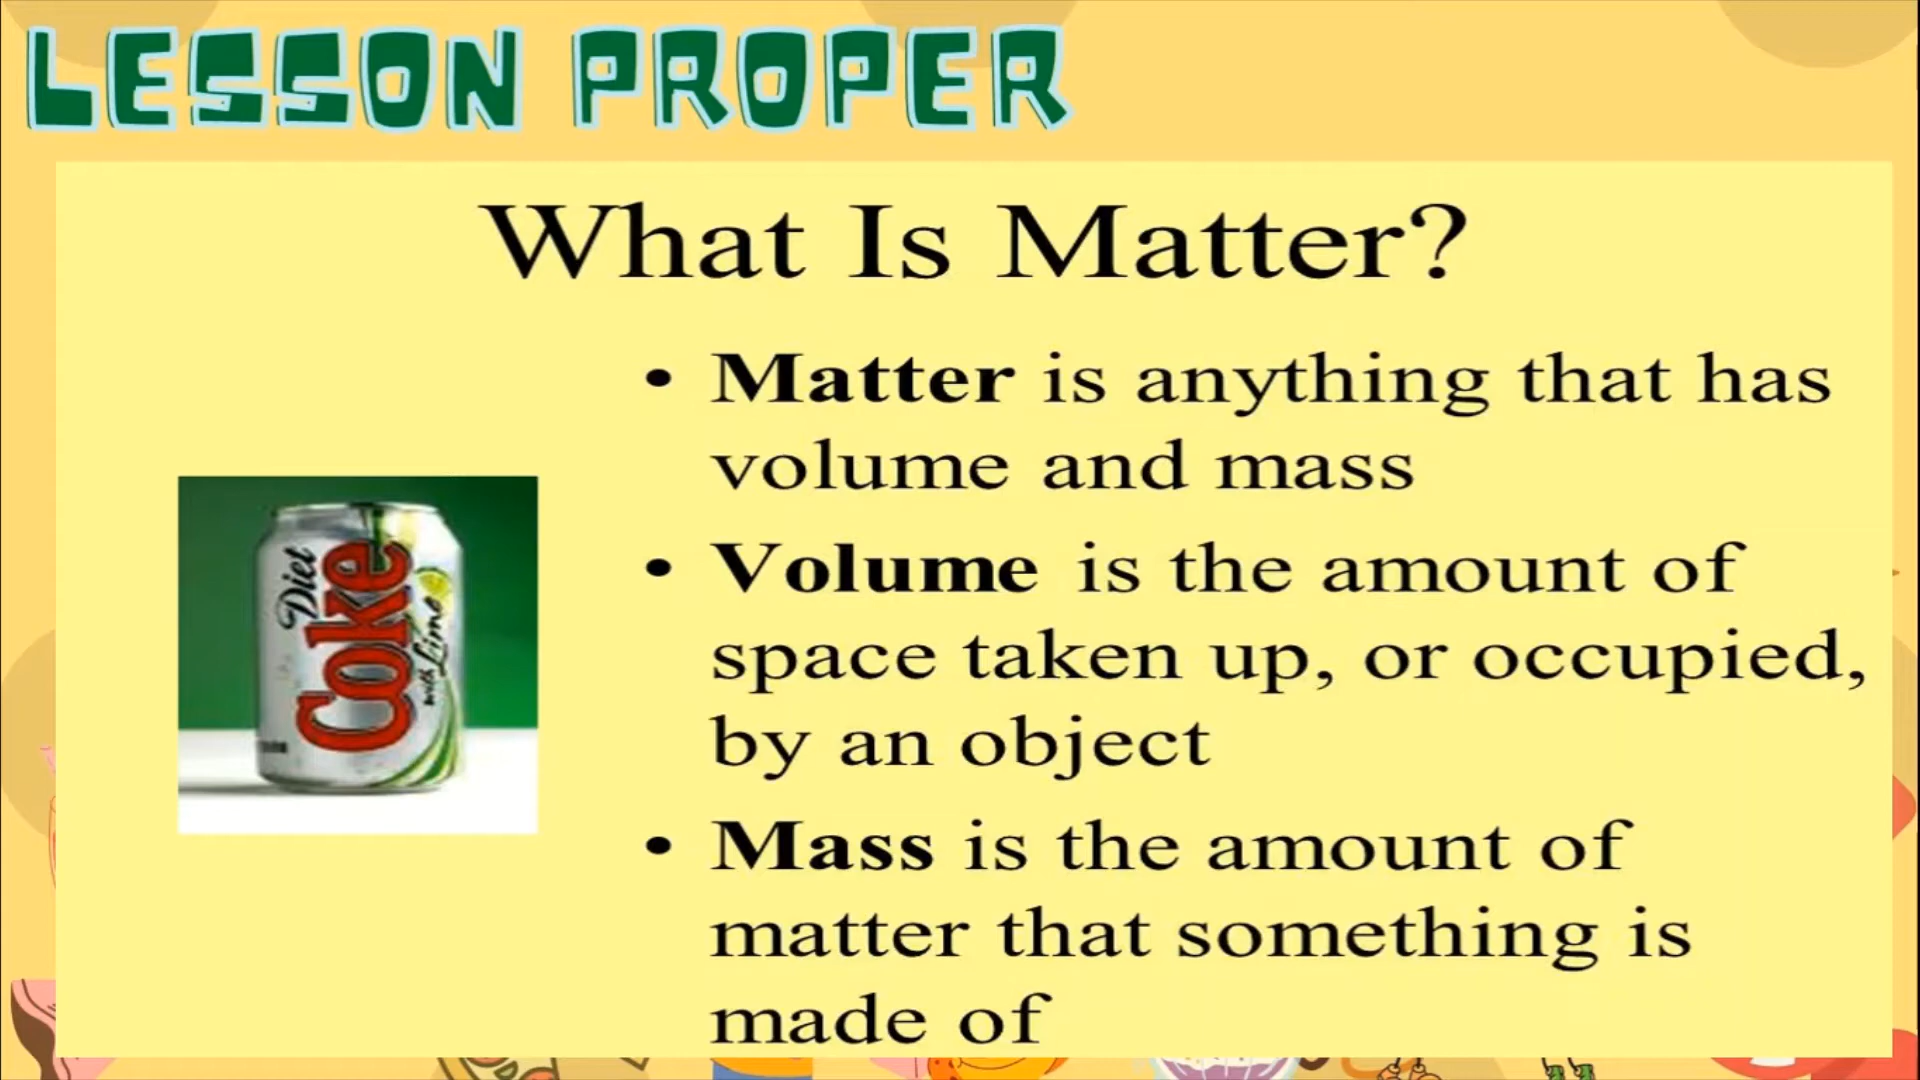 LESSON PROPER
What Is Matter?
• Matter is anything that has
volume and mass
• Volume is the amount of
space taken up, or occupied,
by an object
• Mass is the amount of
matter that something is
made of
Diet
Coke
with Lime